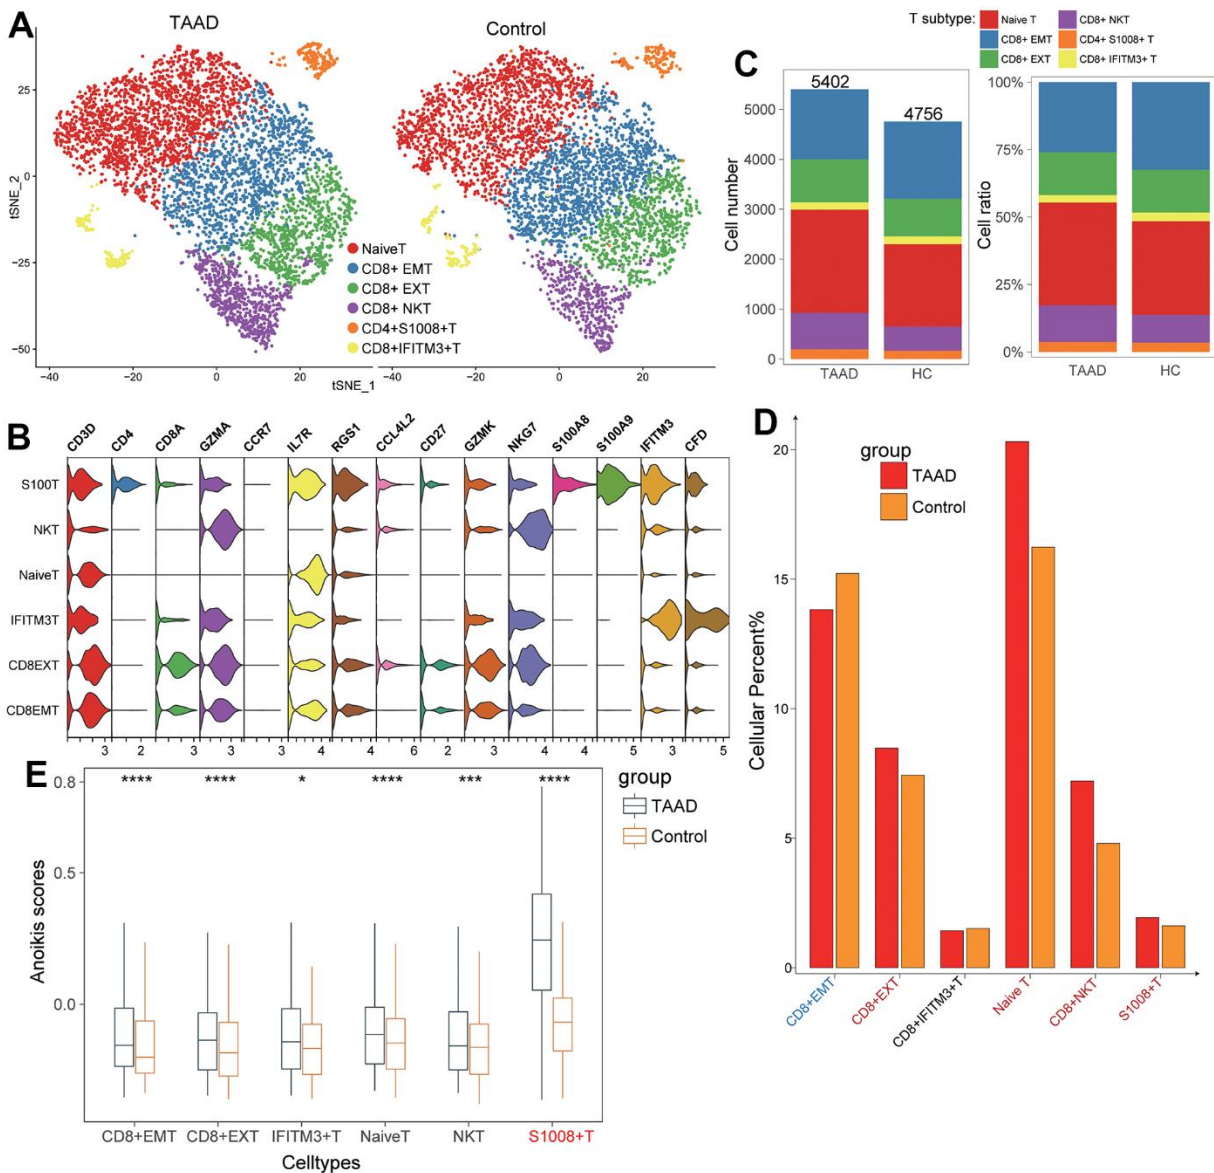 A
TAAD
Control
tSNE_2
25
0
−25
−50
NaiveT
CD8+ EMT
CD8+ EXT
CD8+ NKT
CD4+S1008+T
CD8+IFITM3+T
−40 −20 0 20 −40 −20 0 20
tSNE_1
T subtype:
Naive T
CD8+ EMT
CD8+ EXT
CD8+ NKT
CD4+ S1008+ T
CD8+ IFITM3+ T
C
Cell number
5402
4756
5000
4000
3000
2000
1000
0
TAAD HC
Cell ratio
100%
75%
50%
25%
0%
TAAD HC
B
CD3D CD4 CD8A GZMA CCR7 IL7R RGS1 CCL4L2 CD27 GZMK NKG7 S100A8 S100A9 IFITM3 CFD
S100T
NKT
NaiveT
IFITM3T
CD8EXT
CD8EMT
3 2 3 3 3 4 4 6 2 3 4 4 5 3 5
D
Cellular Percent%
20
15
10
5
0
group
TAAD
Control
CD8+EMT
CD8+EXT
CD8+IFITM3+T
Naive T
CD8+NKT
S1008+T
E
Anoikis scores
0.8
0.5
0.0
**** **** * **** *** ****
group
TAAD
Control
CD8+EMT CD8+EXT IFITM3+T NaiveT NKT S1008+T
Celltypes